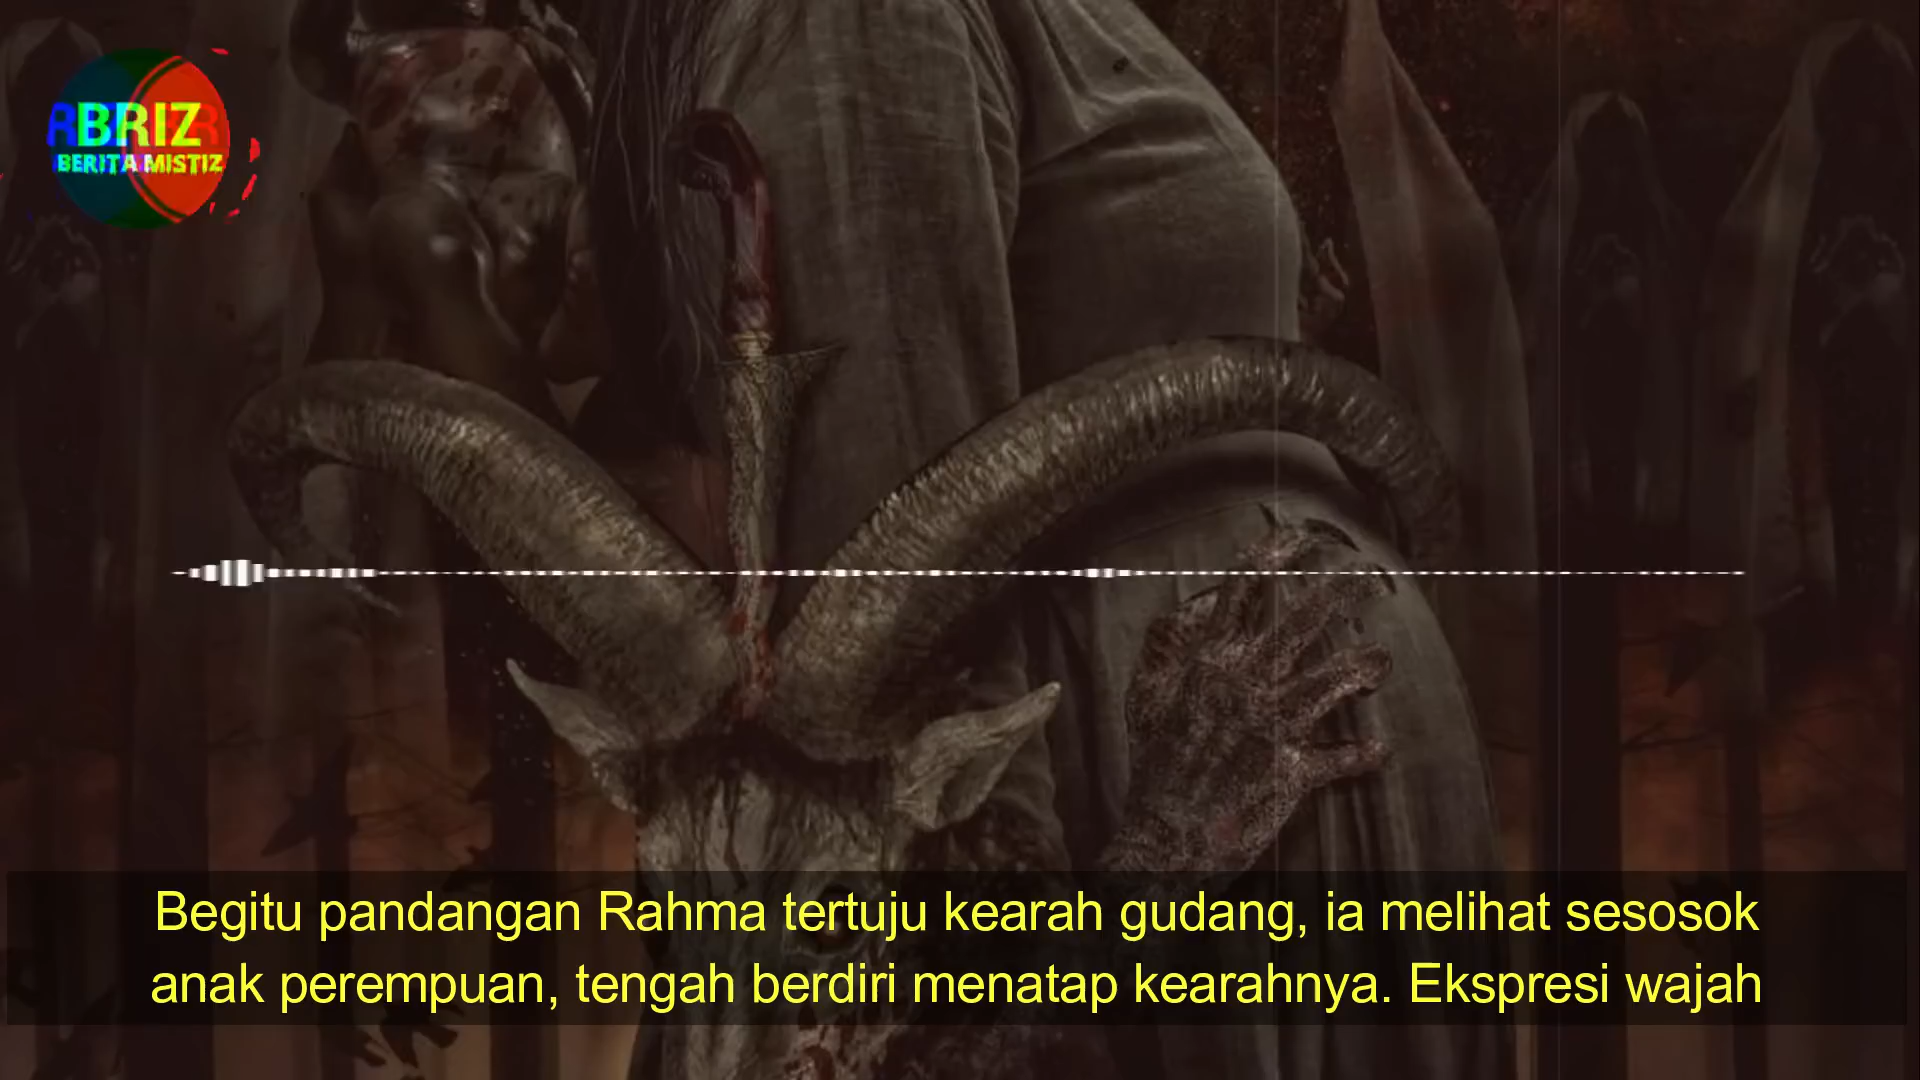 BRIZ
BERITA MISTIZ
Begitu pandangan Rahma tertuju kearah gudang, ia melihat sesosok
anak perempuan, tengah berdiri menatap kearahnya. Ekspresi wajah